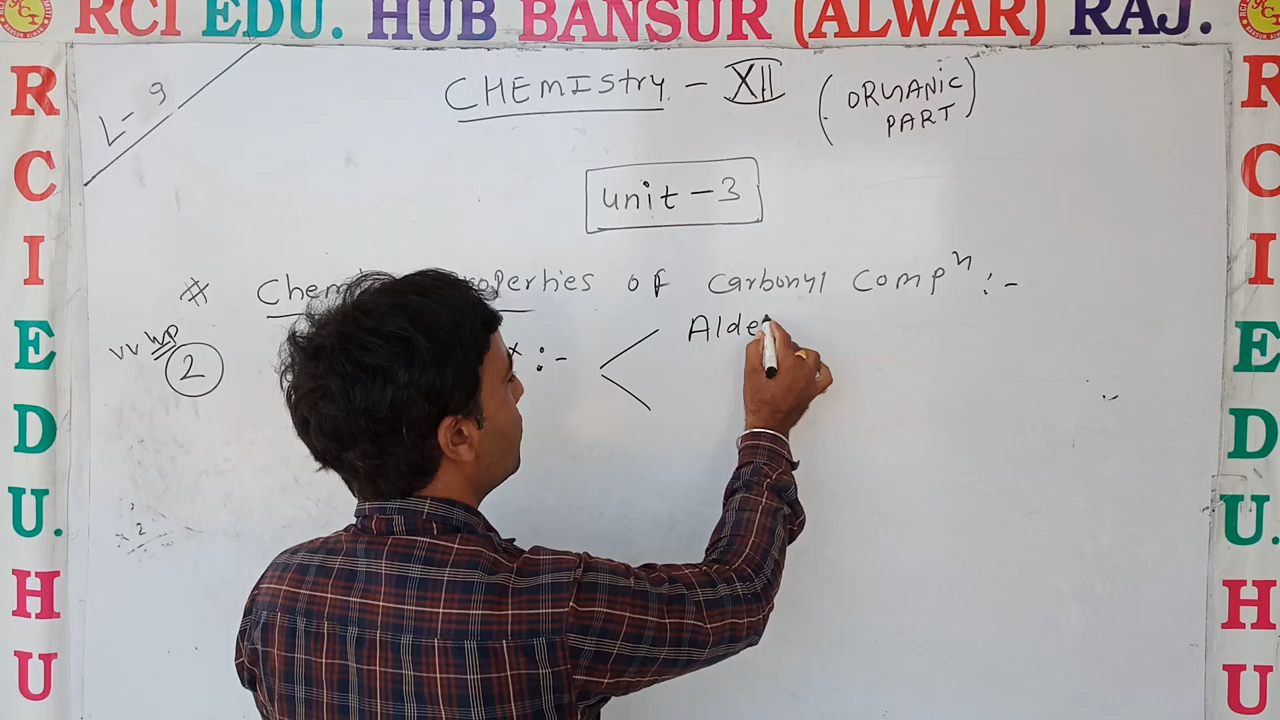 RCI EDU. HUB BANSUR (ALWAR) RAJ.
R
C
I
E
D
U.
H
U
R
C
I
E
D
U.
H
U
L-9
CHEMIStry - XII (ORGANIC PART)
unit-3
# Chem properties of carbonyl compⁿ :-
vv Imp
2 x :- Alde